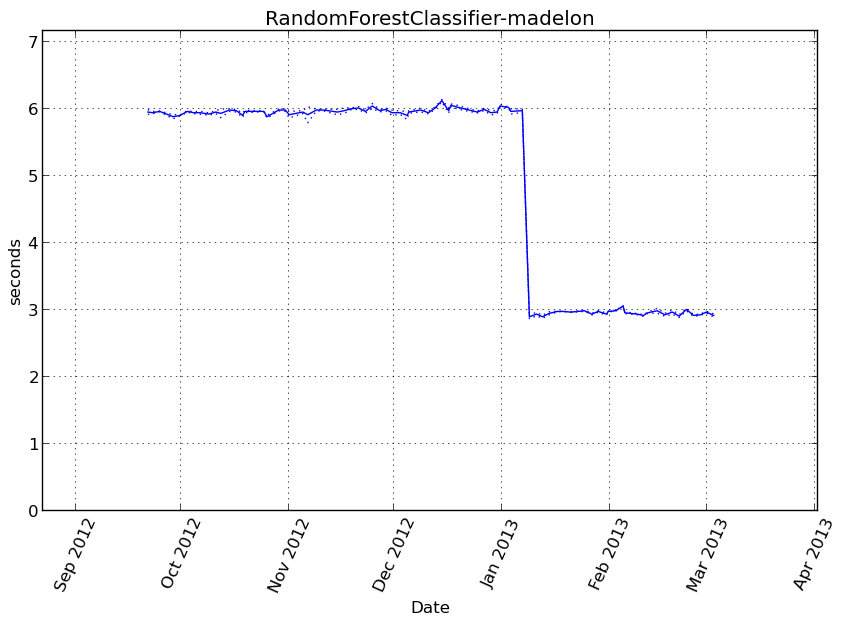 RandomForestClassifier-madelon
7
6
5
4
3
2
1
0
seconds
Sep 2012
Oct 2012
Nov 2012
Dec 2012
Jan 2013
Feb 2013
Mar 2013
Apr 2013
Date